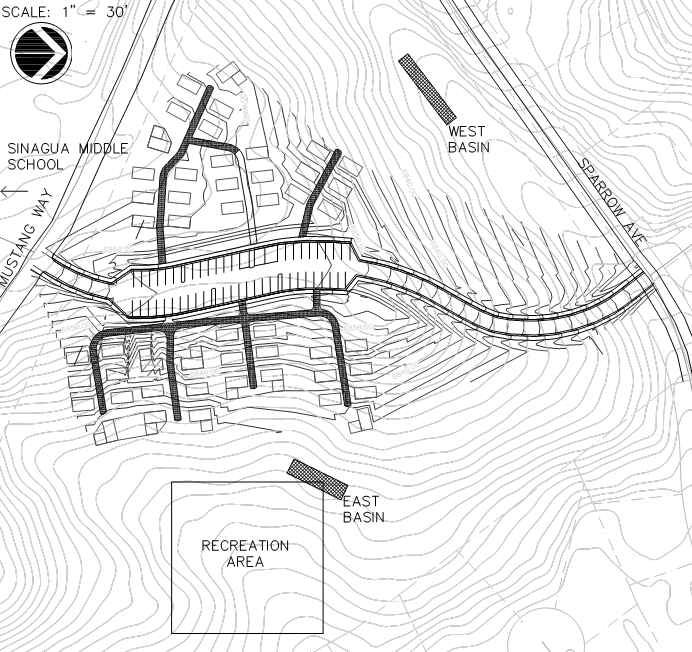 SCALE: 1" = 30'
WEST
BASIN
SINAGUA MIDDLE
SCHOOL
MUSTANG WAY
SPARROW AVE
EAST
BASIN
RECREATION
AREA